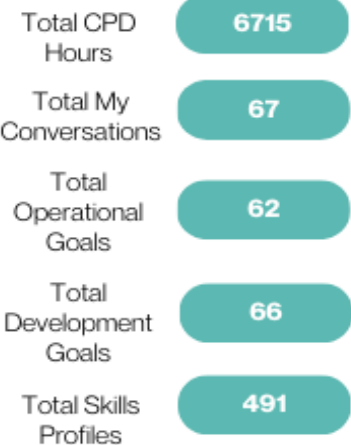 Total CPD
Hours
6715
Total My
Conversations
67
Total
Operational
Goals
62
Total
Development
Goals
66
Total Skills
Profiles
491